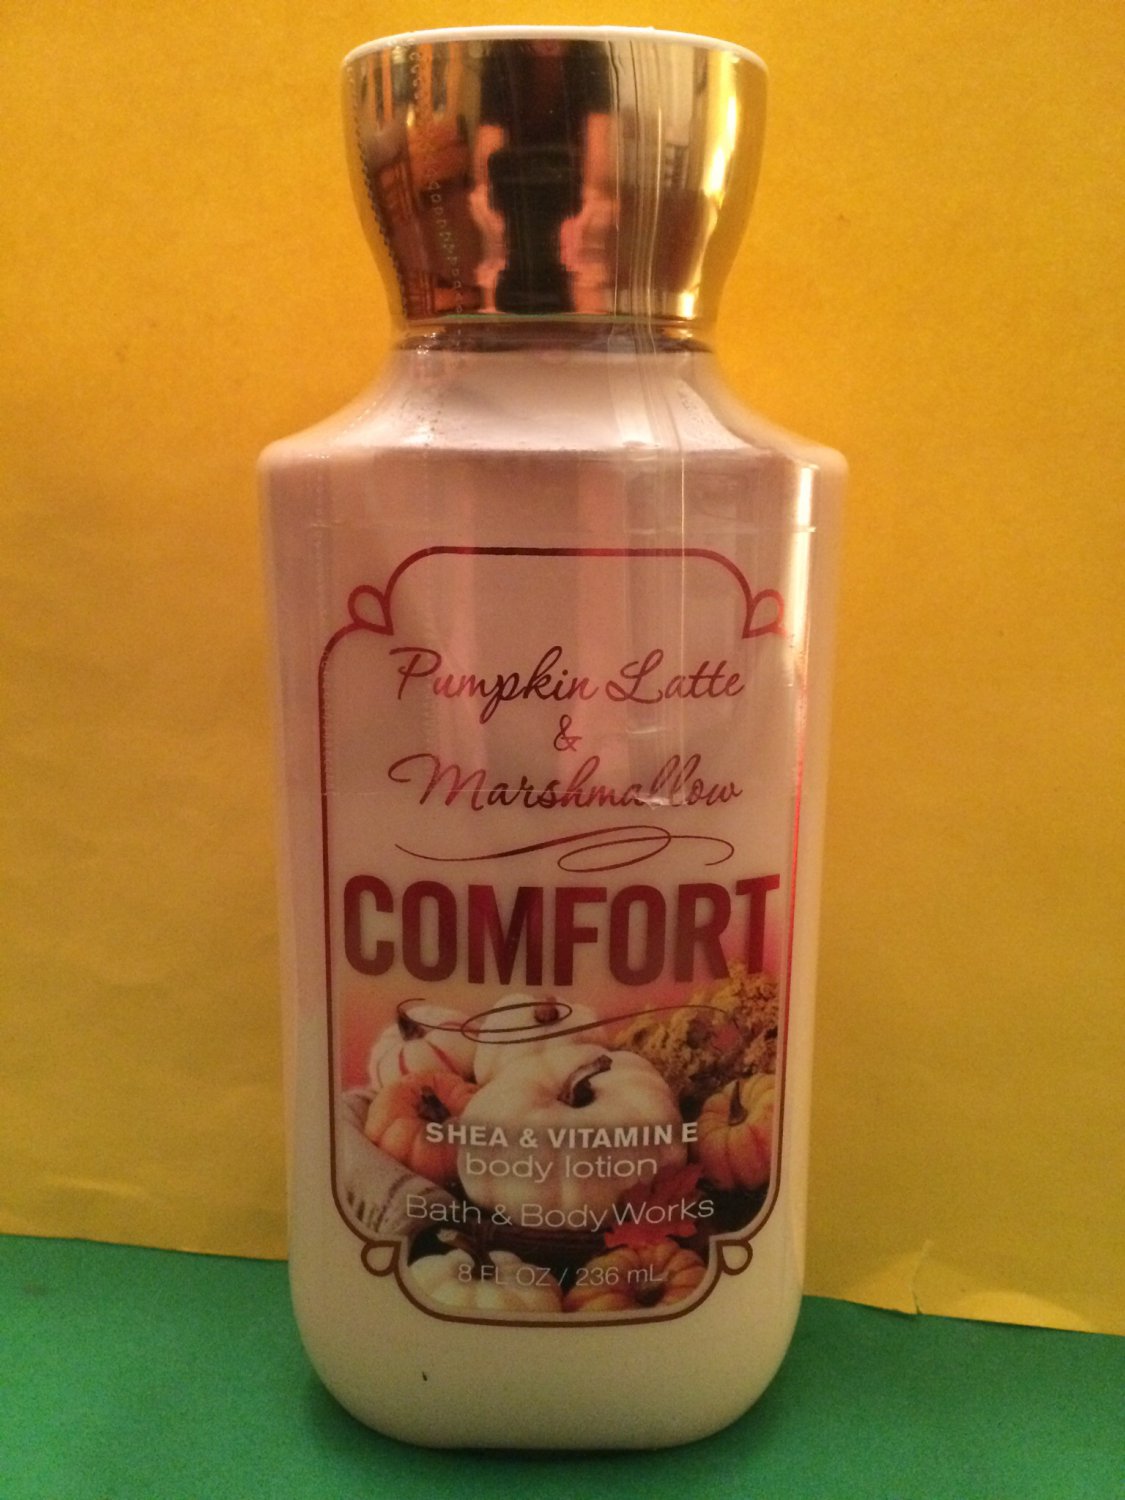 Pumpkin Latte
&
Marshmallow
COMFORT
SHEA & VITAMIN E
body lotion
Bath & Body Works
8 FL OZ / 236 mL